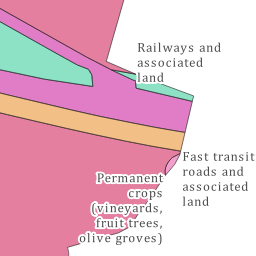 Railways and
associated
land
Fast transit
roads and
associated
land
Permanent
crops
(vineyards,
fruit trees,
olive groves)